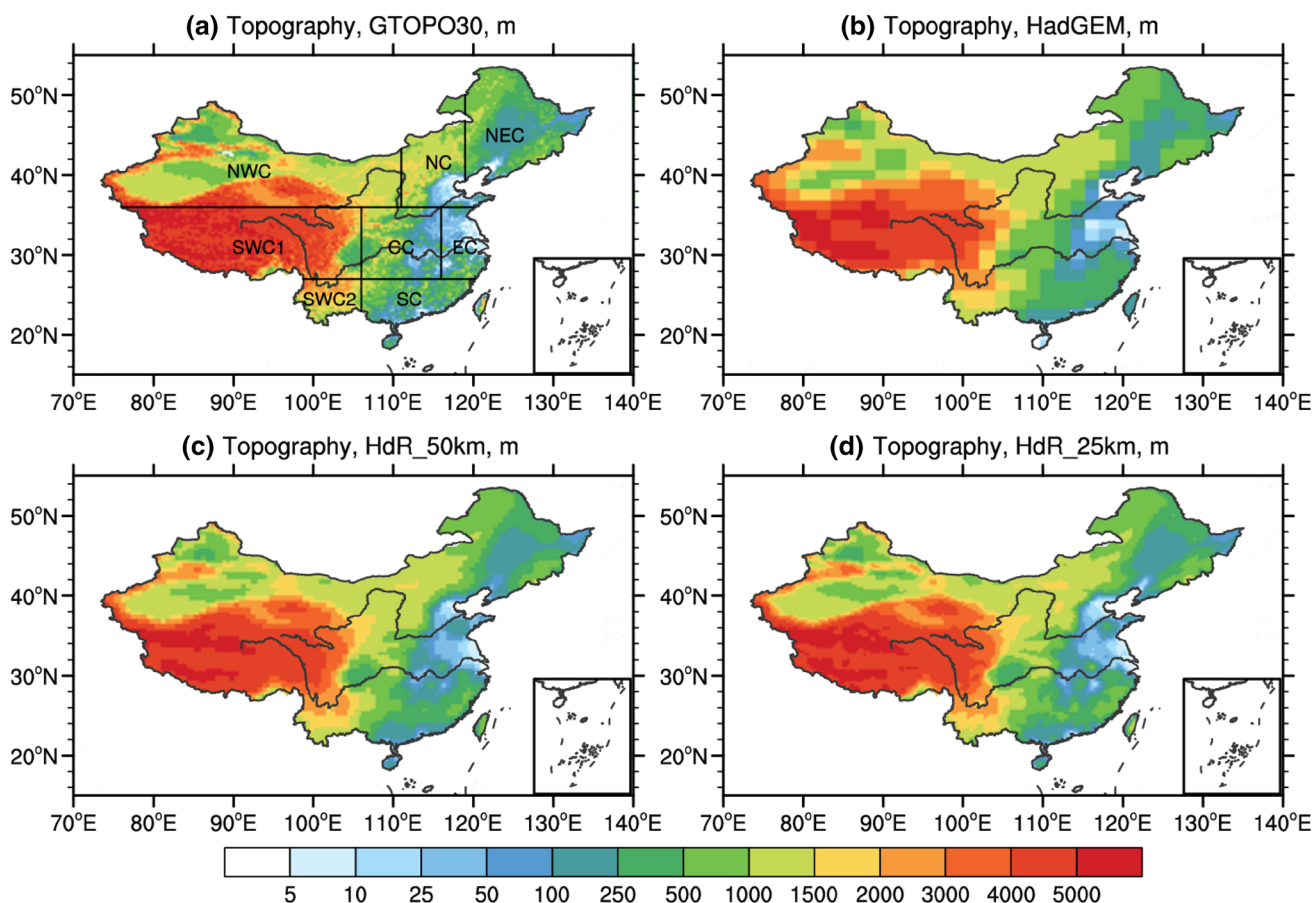 (a) Topography, GTOPO30, m
(b) Topography, HadGEM, m
50°N
40°N
30°N
20°N
NEC
NC
NWC
SWC1
CC
EC
SWC2
SC
70°E 80°E 90°E 100°E 110°E 120°E 130°E 140°E
50°N
40°N
30°N
20°N
70°E 80°E 90°E 100°E 110°E 120°E 130°E 140°E
(c) Topography, HdR_50km, m
(d) Topography, HdR_25km, m
50°N
40°N
30°N
20°N
70°E 80°E 90°E 100°E 110°E 120°E 130°E 140°E
50°N
40°N
30°N
20°N
70°E 80°E 90°E 100°E 110°E 120°E 130°E 140°E
5 10 25 50 100 250 500 1000 1500 2000 3000 4000 5000